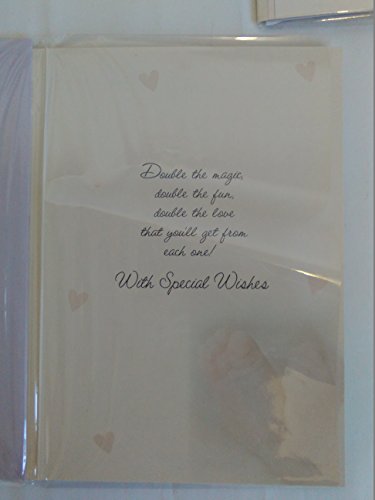 Double the magic,
double the fun,
double the love
that you'll get from
each one!
With Special Wishes